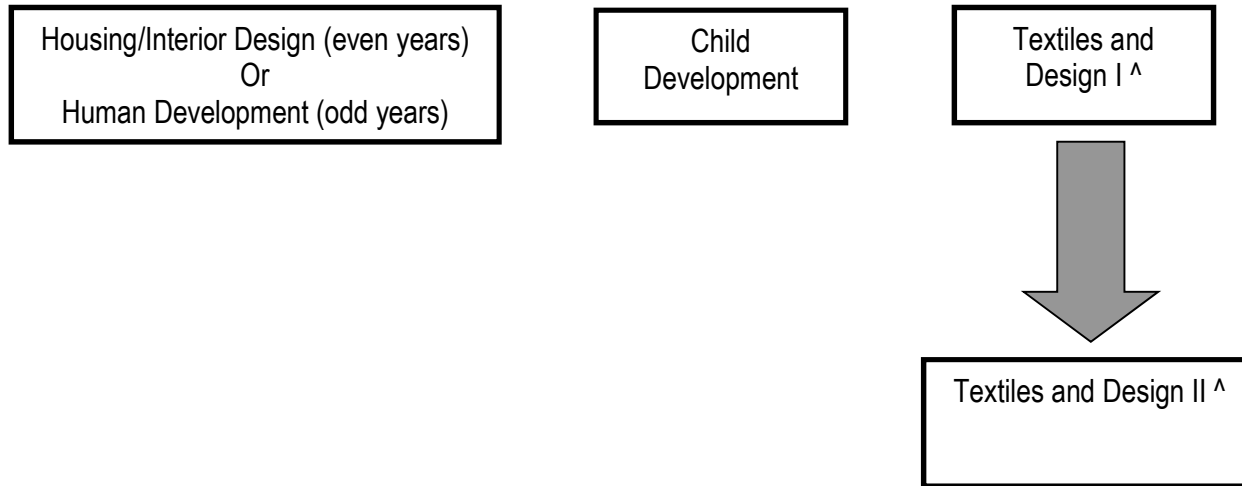 Housing/Interior Design (even years)
Or
Human Development (odd years)
Child
Development
Textiles and
Design I ^
Textiles and Design II ^